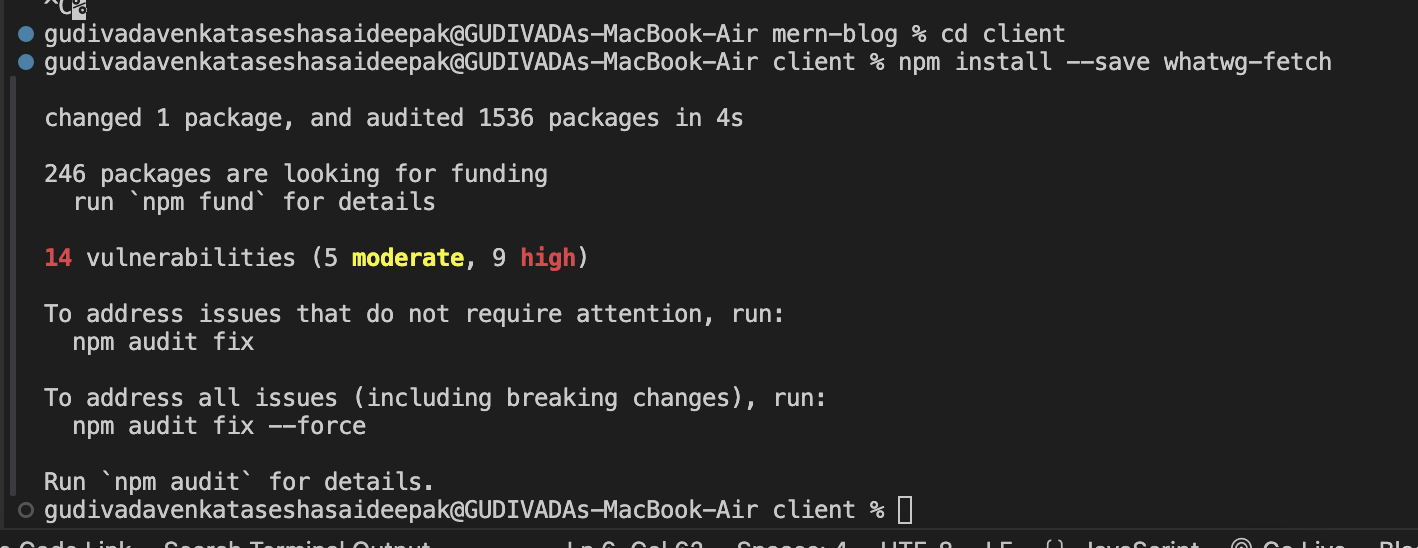 ^C%
gudivadavenkataseshasaideepak@GUDIVADAs-MacBook-Air mern-blog % cd client
gudivadavenkataseshasaideepak@GUDIVADAs-MacBook-Air client % npm install --save whatwg-fetch
changed 1 package, and audited 1536 packages in 4s
246 packages are looking for funding
run `npm fund` for details
14 vulnerabilities (5 moderate, 9 high)
To address issues that do not require attention, run:
npm audit fix
To address all issues (including breaking changes), run:
npm audit fix --force
Run `npm audit` for details.
gudivadavenkataseshasaideepak@GUDIVADAs-MacBook-Air client %
Code Link Search Terminal Output Ln 6, Col 62 Spaces: 4 UTF-8 LF {} JavaScript Go Live